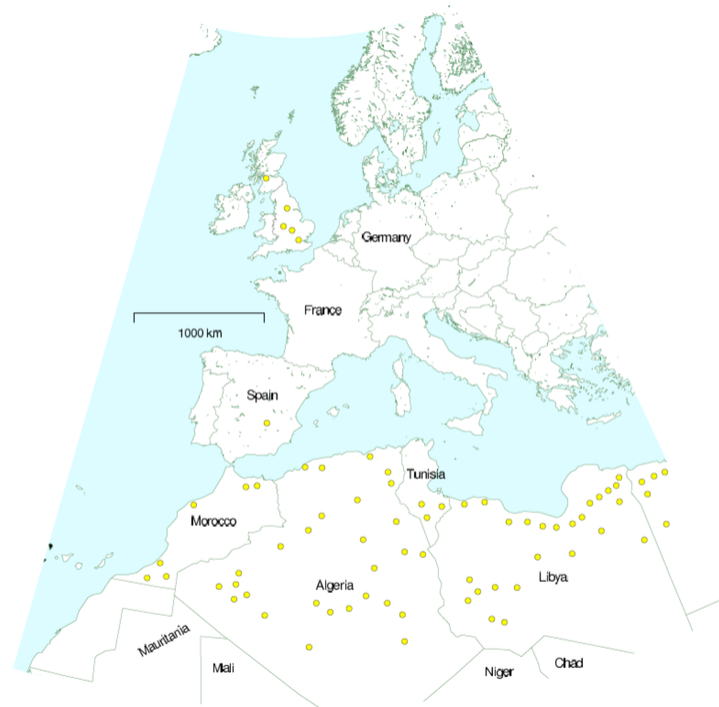 Germany
France
1000 km
Spain
Tunisia
Morocco
Algeria
Libya
Mauritania
Mali
Niger
Chad